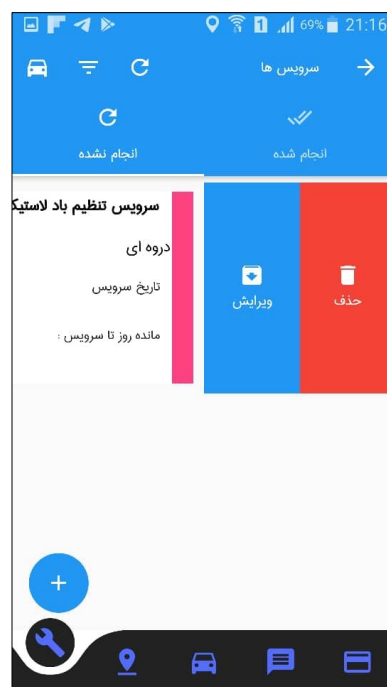 69% 21:16
سرویس ها
انجام شده
انجام نشده
حذف
ویرایش
سرویس تنظیم باد لاستیک
دروه ای
تاریخ سرویس
مانده روز تا سرویس :